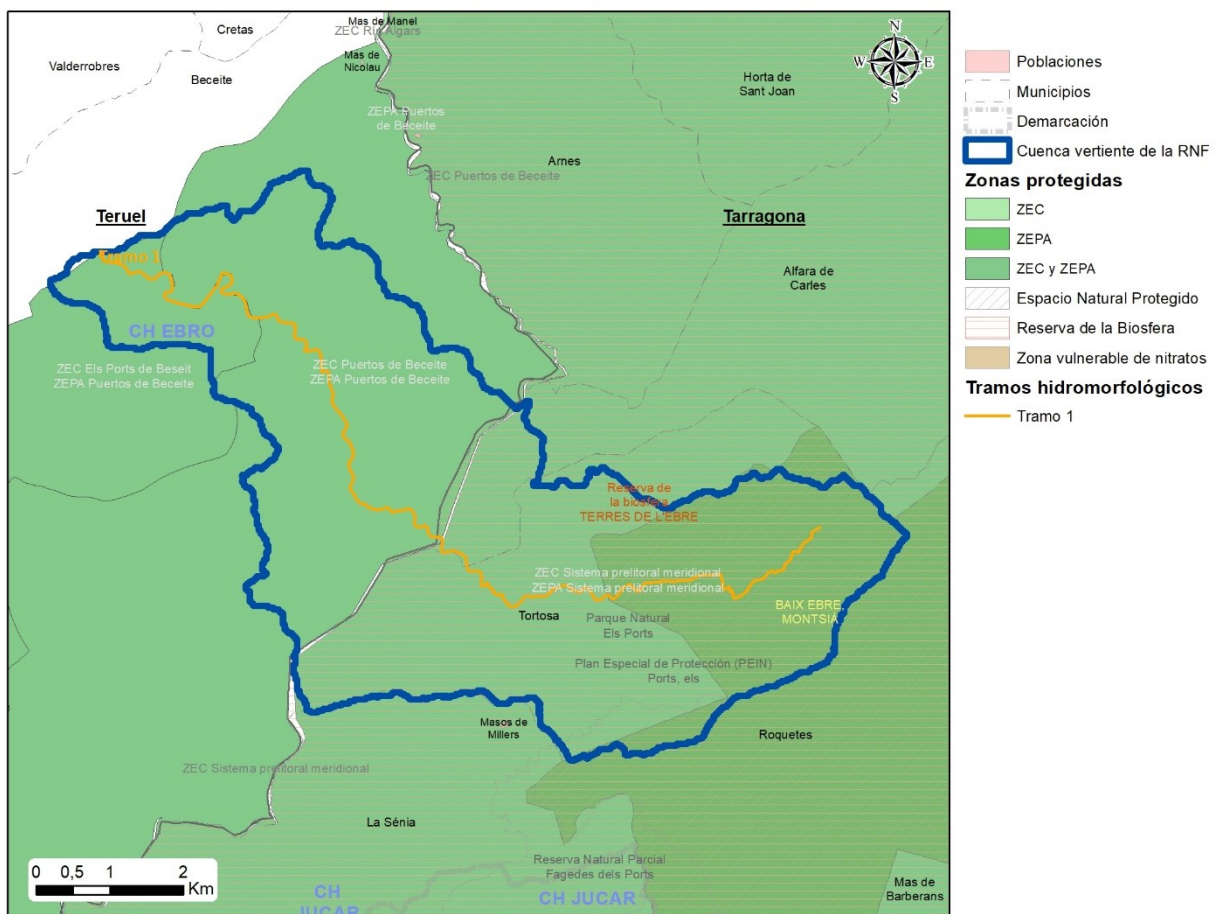 Cretas
Mas de Manel
ZEC Río Algars
Valderrobres
Beceite
Mas de
Nicolau
Horta de
Sant Joan
N
W E
S
ZEPA Puertos
de Beceite
Arnes
ZEC Puertos de Beceite
Teruel
Tarragona
Tramo 1
Alfara de
Carles
CH EBRO
ZEC Els Ports de Beseit
ZEPA Puertos de Beceite
ZEC Puertos de Beceite
ZEPA Puertos de Beceite
Reserva de
la biosfera
TERRES DE L'EBRE
ZEC Sistema prelitoral meridional
ZEPA Sistema prelitoral meridional
Tortosa
BAIX EBRE,
MONTSIÀ
Parque Natural
Els Ports
Plan Especial de Protección (PEIN)
Ports, els
Masos de
Millers
Roquetes
ZEC Sistema prelitoral meridional
La Sénia
Reserva Natural Parcial
Fagedes dels Ports
CH
JUCAR
CH JUCAR
Mas de
Barberans
0 0,5 1 2
Km
Poblaciones
Municipios
Demarcación
Cuenca vertiente de la RNF
Zonas protegidas
ZEC
ZEPA
ZEC y ZEPA
Espacio Natural Protegido
Reserva de la Biosfera
Zona vulnerable de nitratos
Tramos hidromorfológicos
Tramo 1